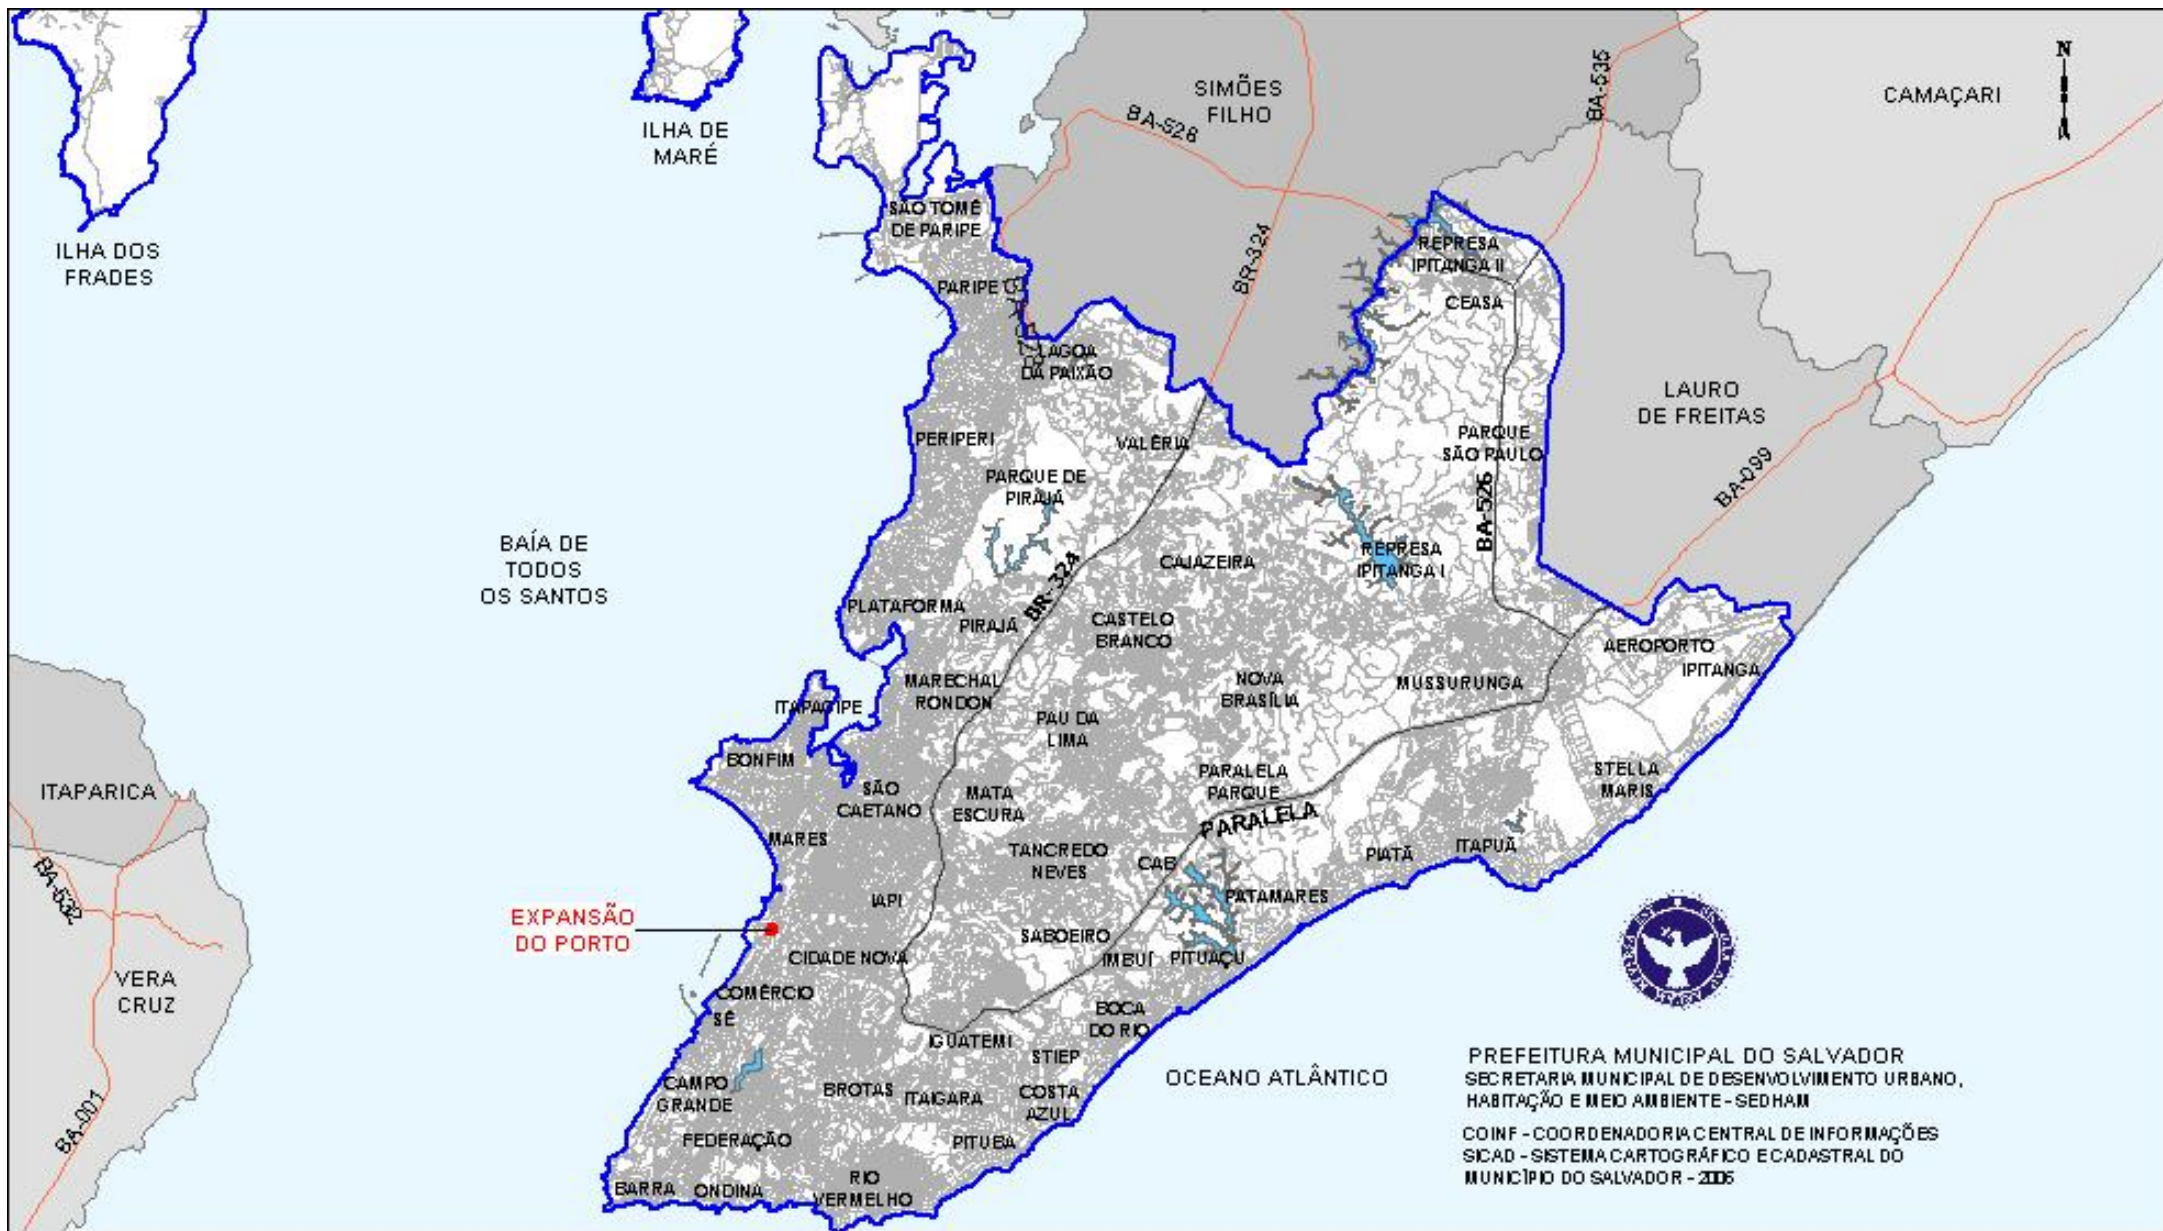 N
SIMÕES
FILHO
BA-535
CAMAÇARI
BA-526
ILHA DE
MARÉ
SÃO TOMÉ
DE PARIPE
ILHA DOS
FRADES
BR-324
REPRESA
IPITANGA II
PARIPE
CEASA
LAGOA
DA PAIXÃO
LAURO
DE FREITAS
PERIPERI
VALÉRIA
PARQUE
SÃO PAULO
PARQUE DE
PIRAJÁ
BA-099
BA-526
BAÍA DE
TODOS
OS SANTOS
REPRESA
IPITANGA I
CAJAZEIRA
BR-324
PLATAFORMA
PIRAJÁ
CASTELO
BRANCO
AEROPORTO
IPITANGA
MARECHAL
RONDON
NOVA
BRASÍLIA
MUSSURUNGA
ITAPAGIPE
PAU DA
LIMA
BONFIM
PARALELA
PARQUE
STELLA
MARIS
ITAPARICA
SÃO
CAETANO
MATA
ESCURA
PARALELA
MARES
TANCREDO
NEVES
CAB
PIATÃ
ITAPUÃ
BA-532
IAPI
PATAMARES
EXPANSÃO
DO PORTO
SABOEIRO
CIDADE NOVA
IMBUÍ
PITUAÇU
VERA
CRUZ
COMÉRCIO
SÉ
BOCA
DO RIO
IGUATEMI
STIEP
OCEANO ATLÂNTICO
CAMPO
GRANDE
BROTAS
ITAIGARA
COSTA
AZUL
BA-001
FEDERAÇÃO
PITUBA
BARRA
ONDINA
RIO
VERMELHO
PREFEITURA MUNICIPAL DO SALVADOR
SECRETARIA MUNICIPAL DE DESENVOLVIMENTO URBANO,
HABITAÇÃO E MEIO AMBIENTE - SEDHAM
COINF - COORDENADORIA CENTRAL DE INFORMAÇÕES
SICAD - SISTEMA CARTOGRÁFICO E CADASTRAL DO
MUNICÍPIO DO SALVADOR - 2006